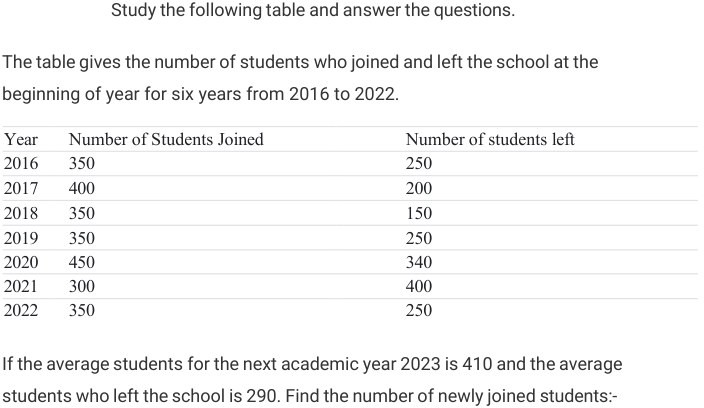 Study the following table and answer the questions.
The table gives the number of students who joined and left the school at the
beginning of year for six years from 2016 to 2022.
Year Number of Students Joined Number of students left
2016 350 250
2017 400 200
2018 350 150
2019 350 250
2020 450 340
2021 300 400
2022 350 250
If the average students for the next academic year 2023 is 410 and the average
students who left the school is 290. Find the number of newly joined students:-